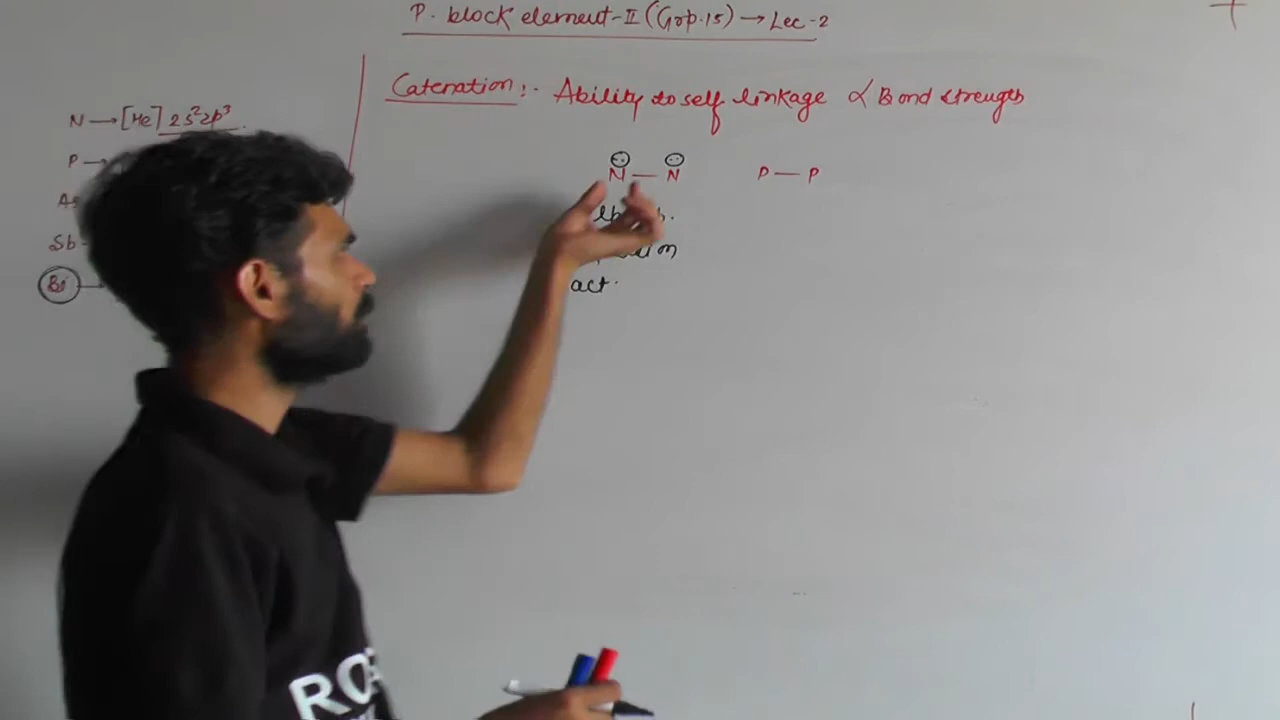 P. block element-II (Grp.15) → Lec-2
Catenation :- Ability to self linkage ∝ Bond strength
N → [He] 2s²2p³
P →
As
Sb -
Bi →
N — N
P — P
act.